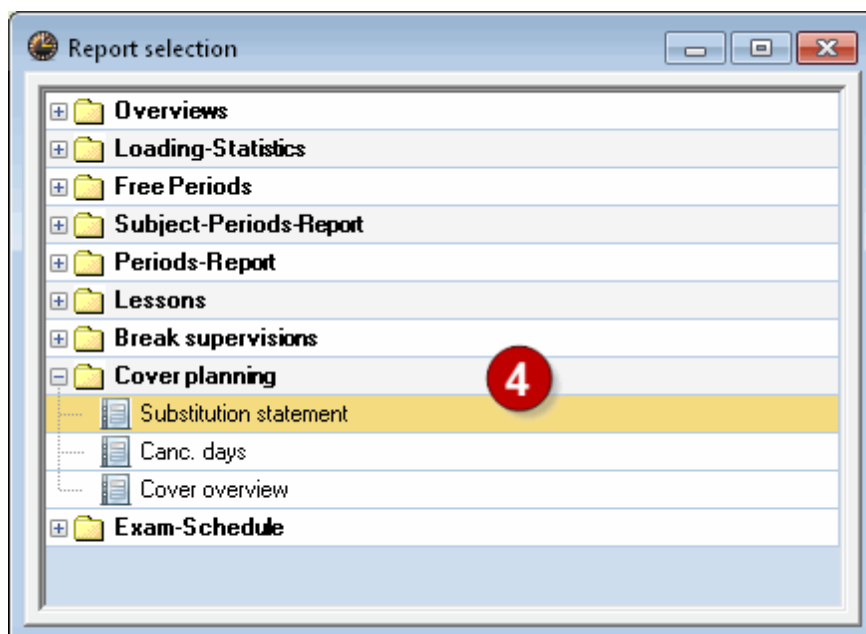 Report selection
Overviews
Loading-Statistics
Free Periods
Subject-Periods-Report
Periods-Report
Lessons
Break supervisions
Cover planning
4
Substitution statement
Canc. days
Cover overview
Exam-Schedule